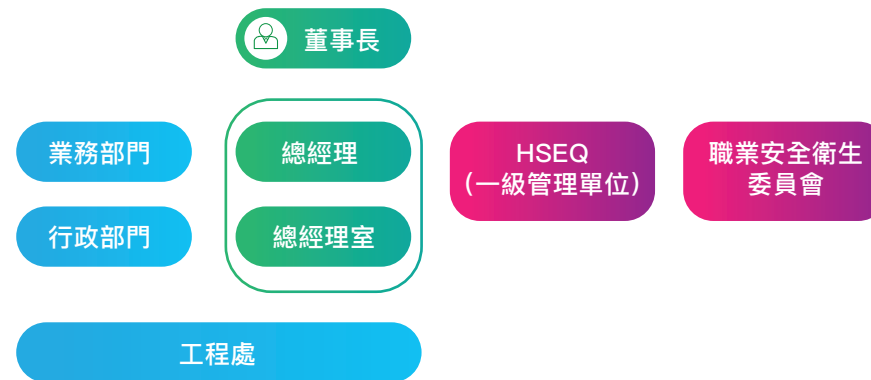 董事長
業務部門
總經理
HSEQ
(一級管理單位)
職業安全衛生
委員會
行政部門
總經理室
工程處